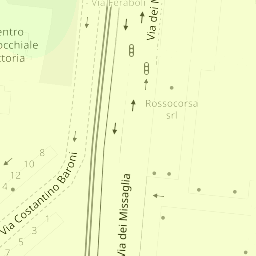 Via Feraboli
Via dei M
entro
occhiale
ttoria
Rossocorsa
srl
8
10
12
4
Via Costantino Baroni
Via dei Missaglia
1
3
5